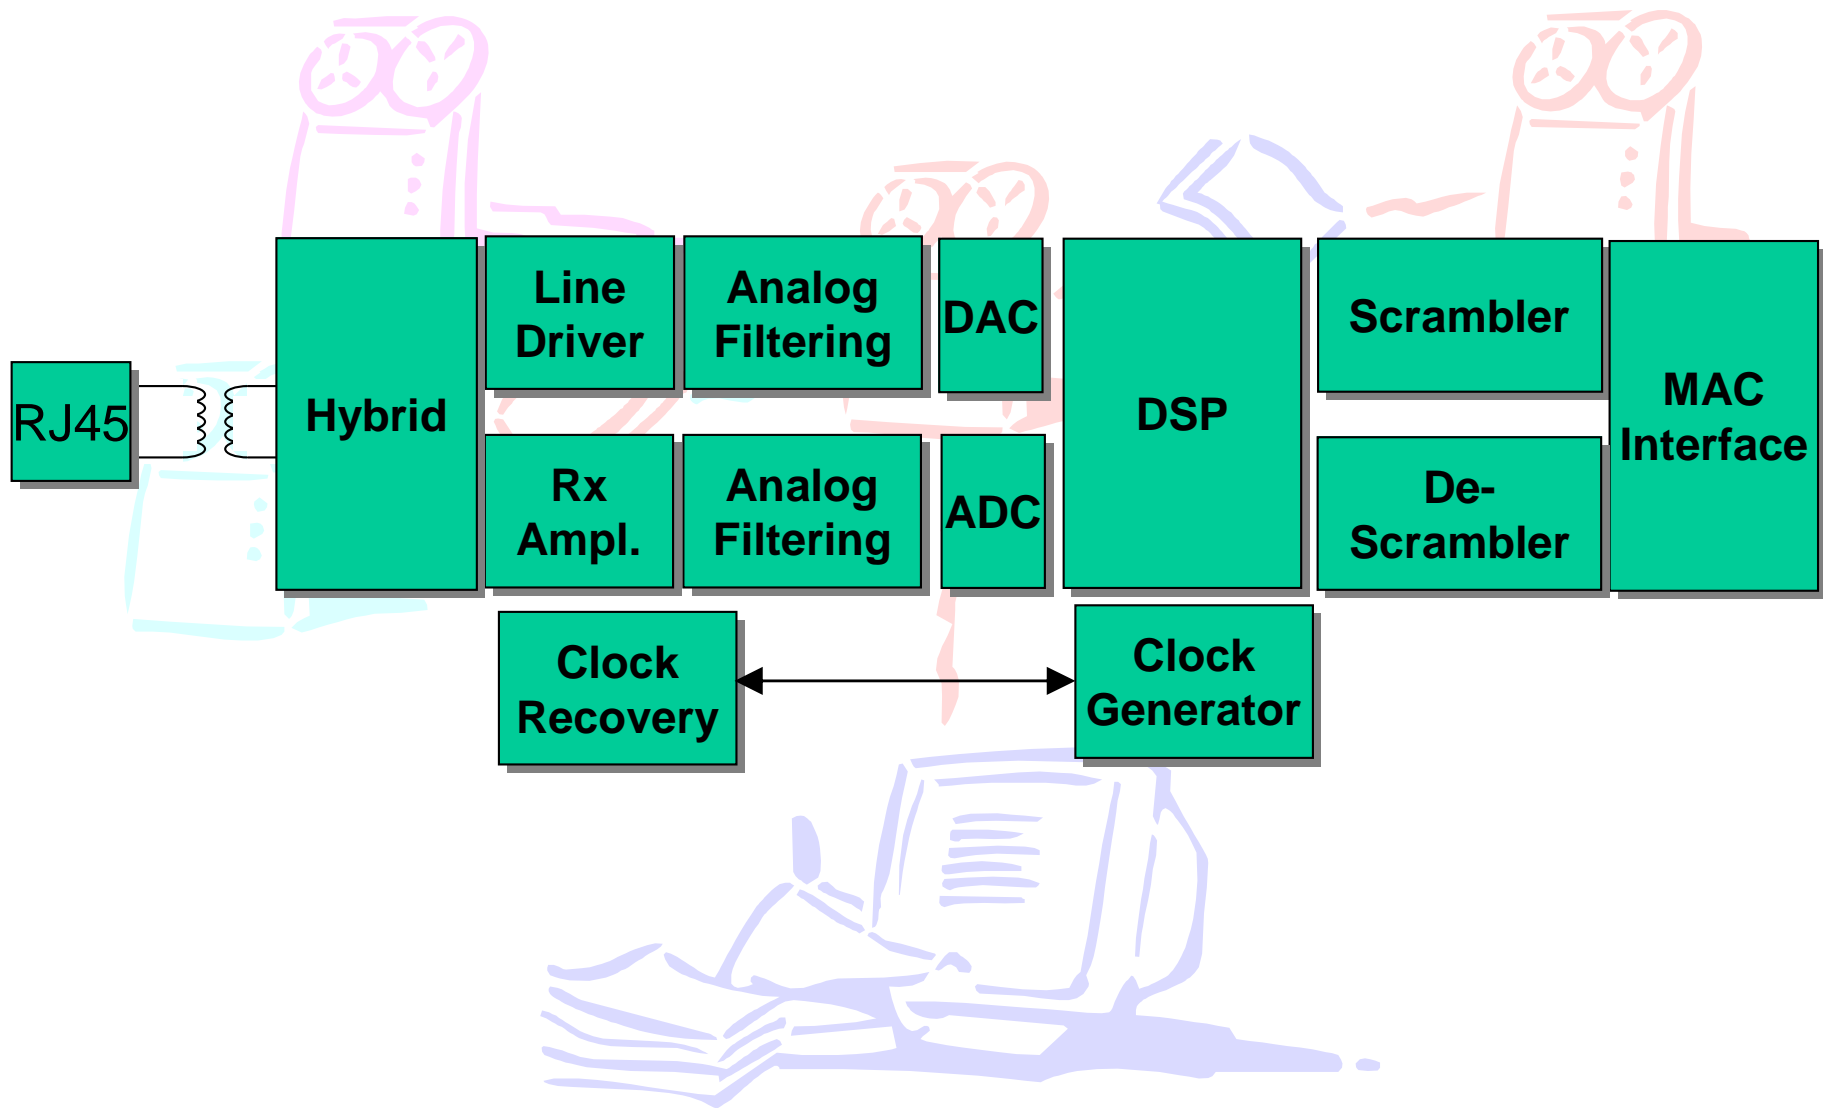 RJ45
Hybrid
Line
Driver
Analog
Filtering
DAC
Rx
Ampl.
Analog
Filtering
ADC
DSP
Scrambler
De-
Scrambler
MAC
Interface
Clock
Recovery
Clock
Generator